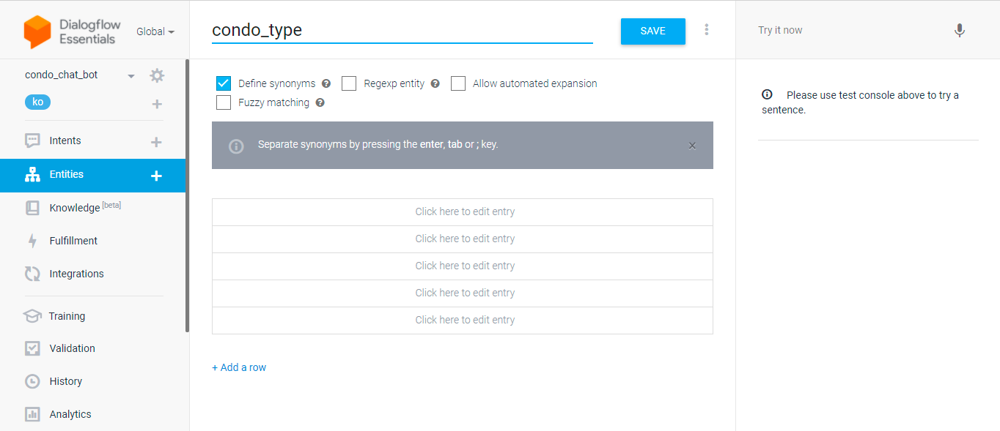 Dialogflow
Essentials
Global
condo_chat_bot
ko
Intents
Entities
Knowledge [beta]
Fulfillment
Integrations
Training
Validation
History
Analytics
condo_type
SAVE
Define synonyms
Regexp entity
Allow automated expansion
Fuzzy matching
Separate synonyms by pressing the enter, tab or ; key.
Click here to edit entry
Click here to edit entry
Click here to edit entry
Click here to edit entry
Click here to edit entry
+ Add a row
Try it now
Please use test console above to try a
sentence.